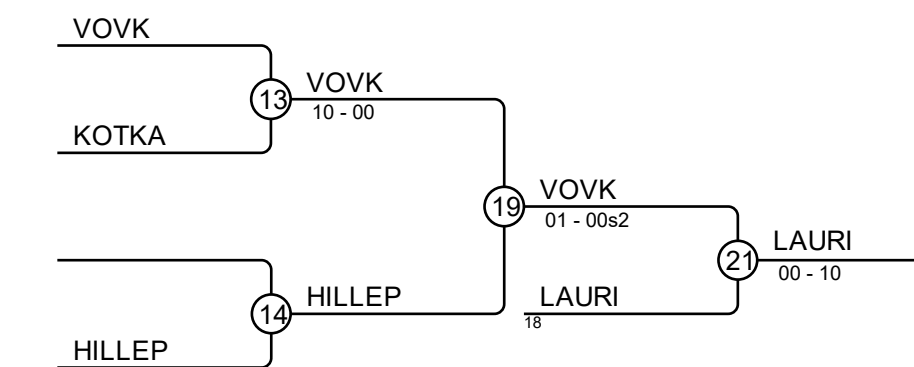 VOVK
13
VOVK
10 - 00
KOTKA
19
VOVK
01 - 00s2
21
LAURI
00 - 10
14
HILLEP
LAURI
18
HILLEP